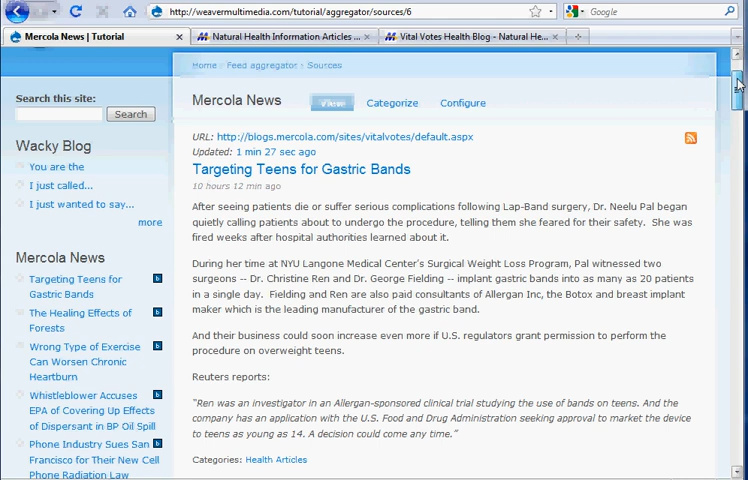 http://weavermultimedia.com/tutorial/aggregator/sources/6
Google
Mercola News | Tutorial
Natural Health Information Articles ...
Vital Votes Health Blog - Natural He...
Home › Feed aggregator › Sources
Search this site:
Search
Wacky Blog
You are the
I just called...
I just wanted to say...
more
Mercola News
Targeting Teens for
Gastric Bands
The Healing Effects of
Forests
Wrong Type of Exercise
Can Worsen Chronic
Heartburn
Whistleblower Accuses
EPA of Covering Up Effects
of Dispersant in BP Oil Spill
Phone Industry Sues San
Francisco for Their New Cell
Phone Radiation Law
Mercola News
View
Categorize
Configure
URL: http://blogs.mercola.com/sites/vitalvotes/default.aspx
Updated: 1 min 27 sec ago
Targeting Teens for Gastric Bands
10 hours 12 min ago
After seeing patients die or suffer serious complications following Lap-Band surgery, Dr. Neelu Pal began
quietly calling patients about to undergo the procedure, telling them she feared for their safety.  She was
fired weeks after hospital authorities learned about it.
During her time at NYU Langone Medical Center's Surgical Weight Loss Program, Pal witnessed two
surgeons -- Dr. Christine Ren and Dr. George Fielding -- implant gastric bands into as many as 20 patients
in a single day.  Fielding and Ren are also paid consultants of Allergan Inc, the Botox and breast implant
maker which is the leading manufacturer of the gastric band.
And their business could soon increase even more if U.S. regulators grant permission to perform the
procedure on overweight teens.
Reuters reports:
“Ren was an investigator in an Allergan-sponsored clinical trial studying the use of bands on teens. And the
company has an application with the U.S. Food and Drug Administration seeking approval to market the device
to teens as young as 14. A decision could come any time.”
Categories: Health Articles